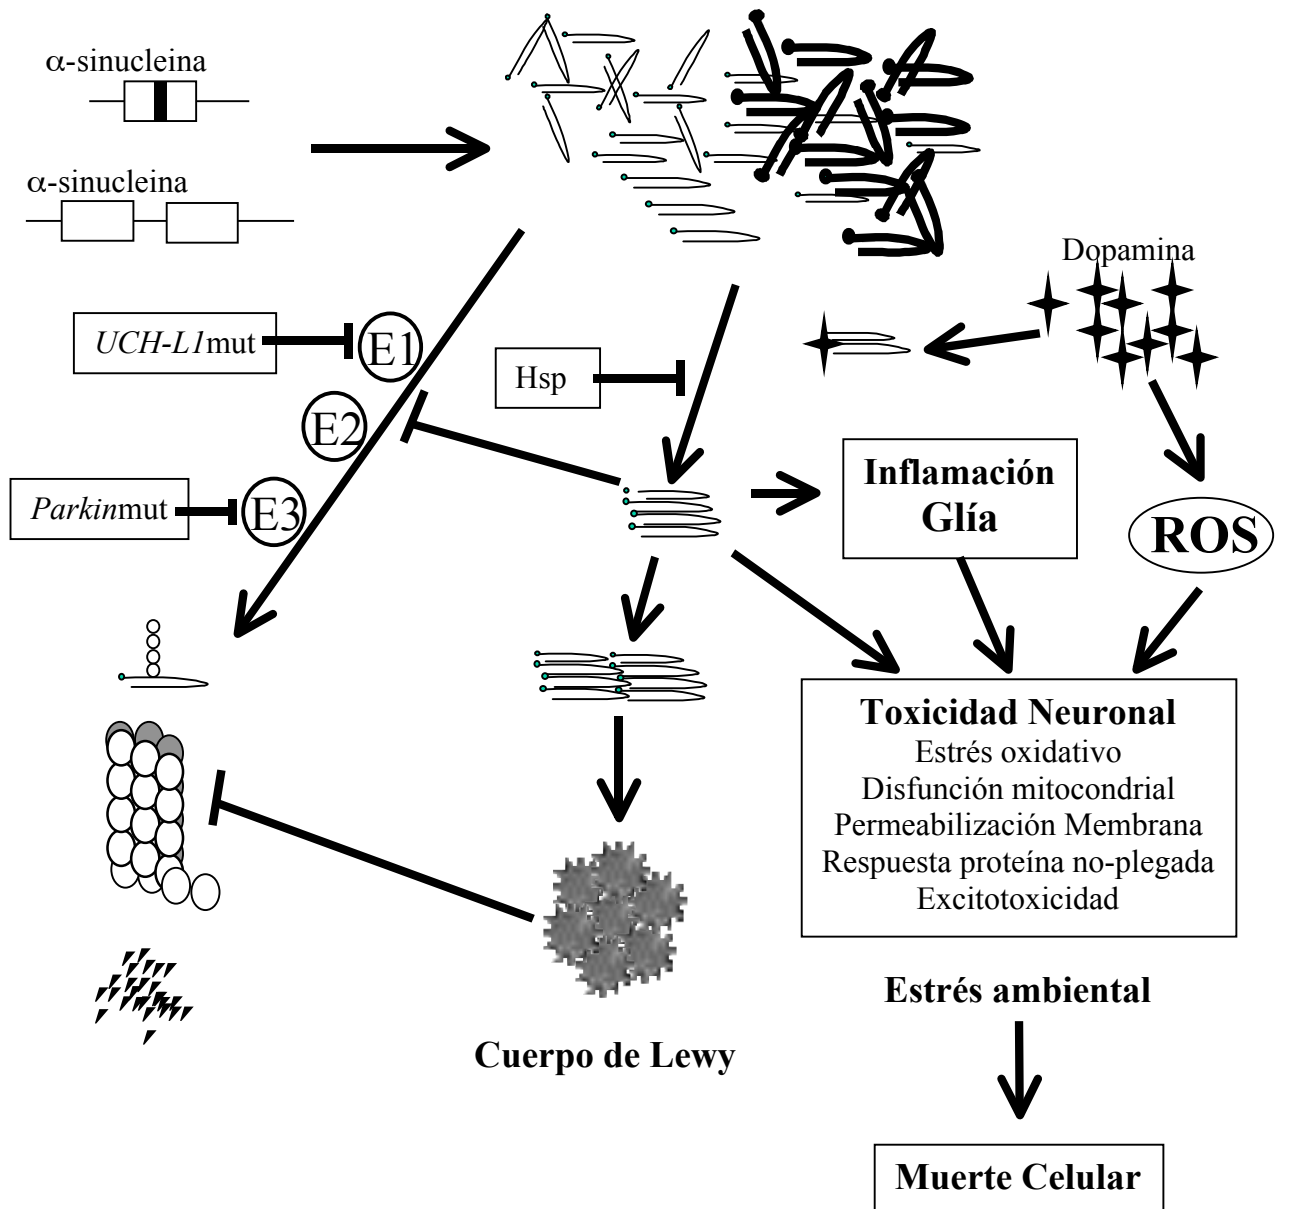 α-sinucleina
α-sinucleina
Dopamina
UCH-L1mut
E1
Hsp
E2
Parkinmut
E3
Inflamación
Glía
ROS
Toxicidad Neuronal
Estrés oxidativo
Disfunción mitocondrial
Permeabilización Membrana
Respuesta proteína no-plegada
Excitotoxicidad
Estrés ambiental
Cuerpo de Lewy
Muerte Celular